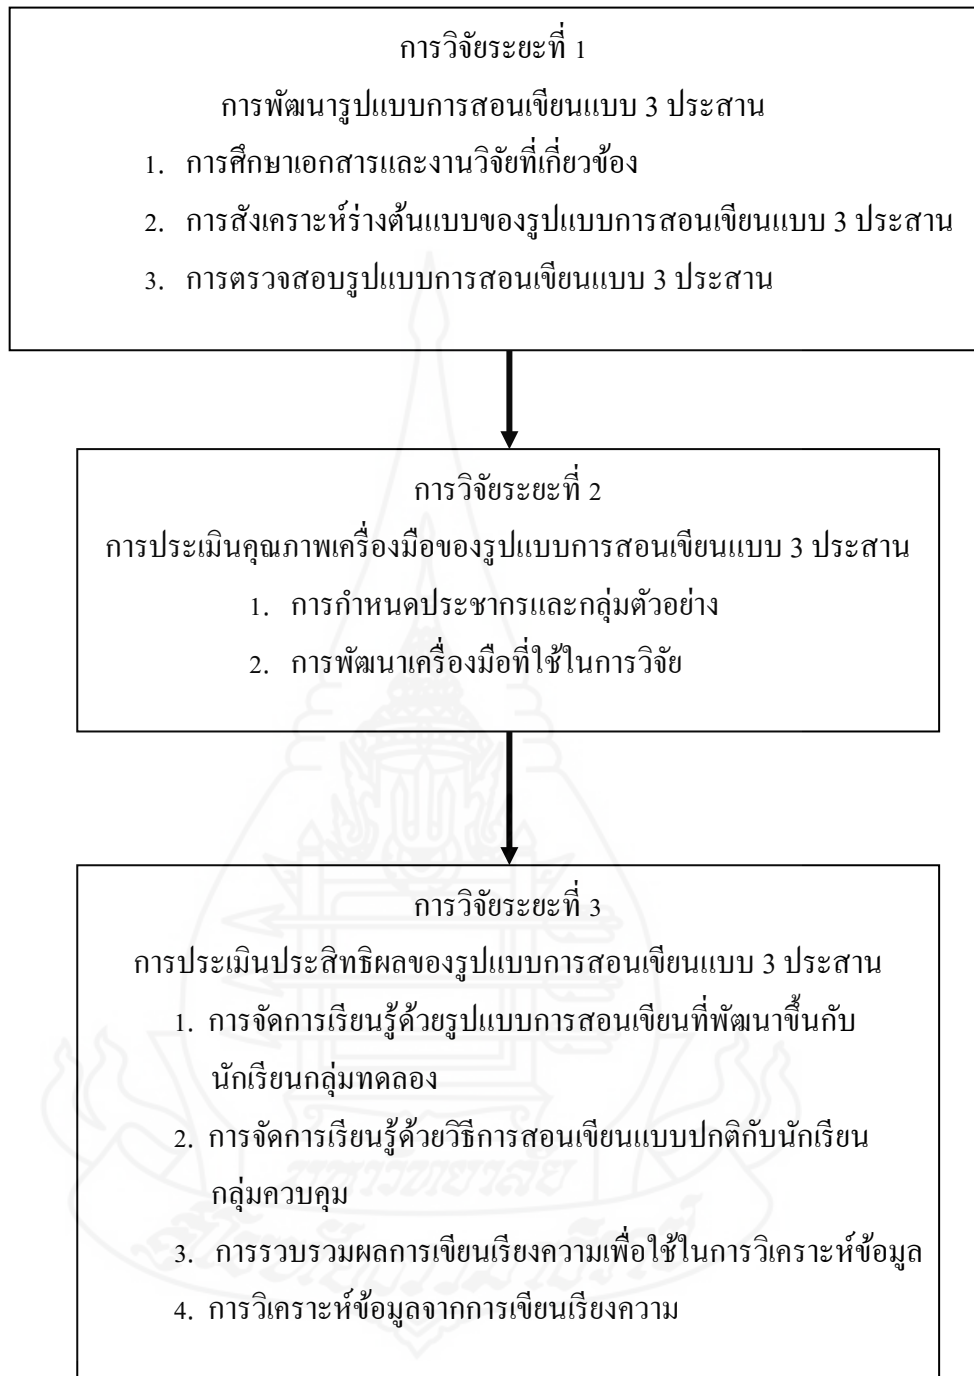 การวิจัยระยะที่ 1
การพัฒนารูปแบบการสอนเขียนแบบ 3 ประสาน
1. การศึกษาเอกสารและงานวิจัยที่เกี่ยวข้อง
2. การสังเคราะห์ร่างต้นแบบของรูปแบบการสอนเขียนแบบ 3 ประสาน
3. การตรวจสอบรูปแบบการสอนเขียนแบบ 3 ประสาน
การวิจัยระยะที่ 2
การประเมินคุณภาพเครื่องมือของรูปแบบการสอนเขียนแบบ 3 ประสาน
1. การกำหนดประชากรและกลุ่มตัวอย่าง
2. การพัฒนาเครื่องมือที่ใช้ในการวิจัย
การวิจัยระยะที่ 3
การประเมินประสิทธิผลของรูปแบบการสอนเขียนแบบ 3 ประสาน
1. การจัดการเรียนรู้ด้วยรูปแบบการสอนเขียนที่พัฒนาขึ้นกับ
นักเรียนกลุ่มทดลอง
2. การจัดการเรียนรู้ด้วยวิธีการสอนเขียนแบบปกติกับนักเรียน
กลุ่มควบคุม
3. การรวบรวมผลการเขียนเรียงความเพื่อใช้ในการวิเคราะห์ข้อมูล
4. การวิเคราะห์ข้อมูลจากการเขียนเรียงความ
มหาวิทยาลัย
สุโขทัยธรรมาธิราช